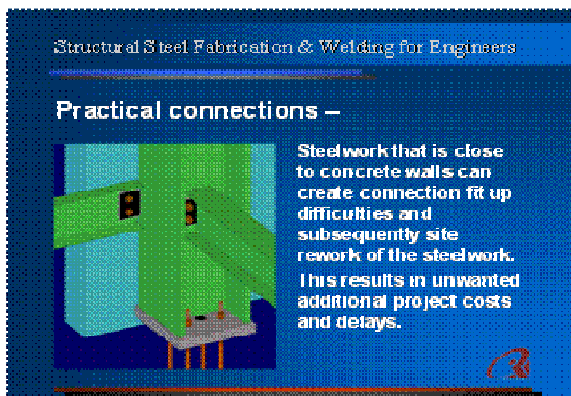 Structural Steel Fabrication & Welding for Engineers
Practical connections –
Steelwork that is close
to concrete walls can
create connection fit up
difficulties and
subsequently site
rework of the steelwork.
This results in unwanted
additional project costs
and delays.